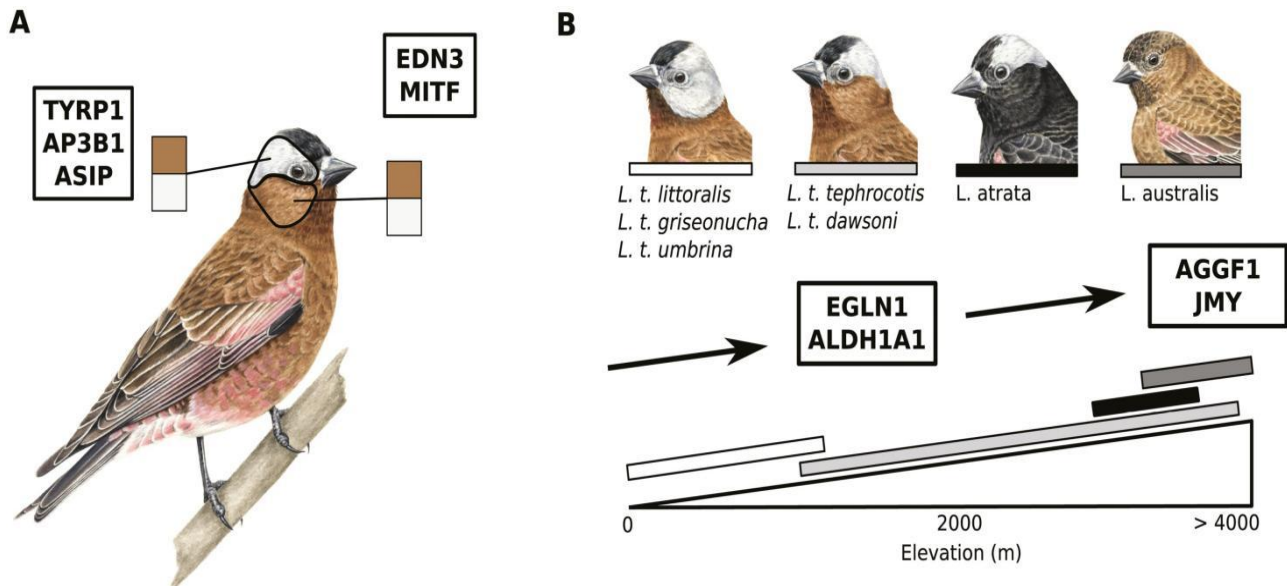 A
TYRP1
AP3B1
ASIP
EDN3
MITF
B
L. t. littoralis
L. t. griseonucha
L. t. umbrina
L. t. tephrocotis
L. t. dawsoni
L. atrata
L. australis
EGLN1
ALDH1A1
AGGF1
JMY
0
2000
> 4000
Elevation (m)